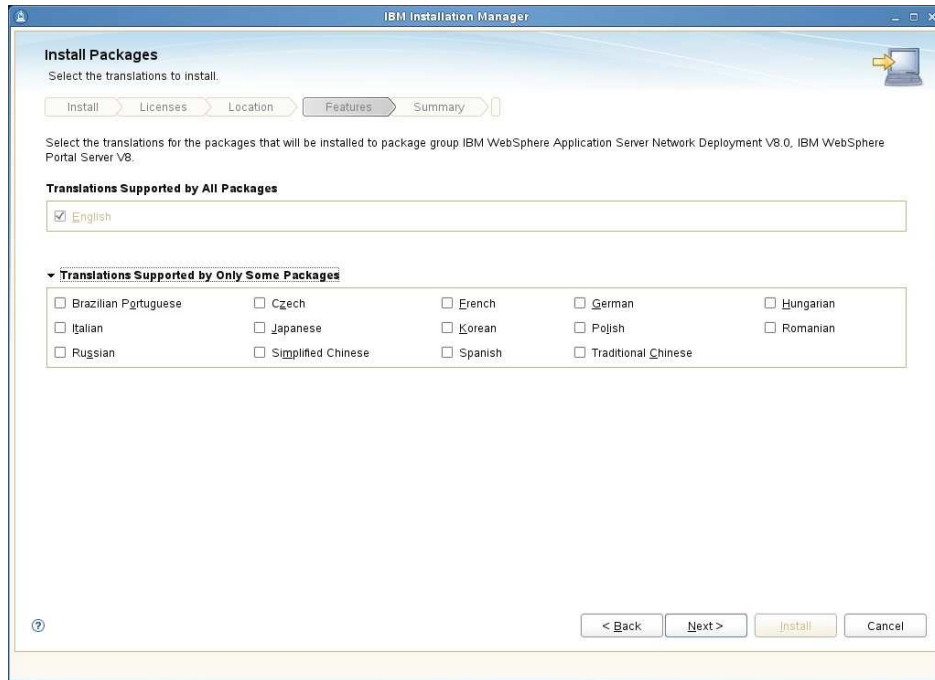 IBM Installation Manager
Install Packages
Select the translations to install.
Install Licenses Location Features Summary
Select the translations for the packages that will be installed to package group IBM WebSphere Application Server Network Deployment V8.0, IBM WebSphere
Portal Server V8.
Translations Supported by All Packages
English
Translations Supported by Only Some Packages
Brazilian Portuguese Czech French German Hungarian
Italian Japanese Korean Polish Romanian
Russian Simplified Chinese Spanish Traditional Chinese
? < Back Next > Install Cancel